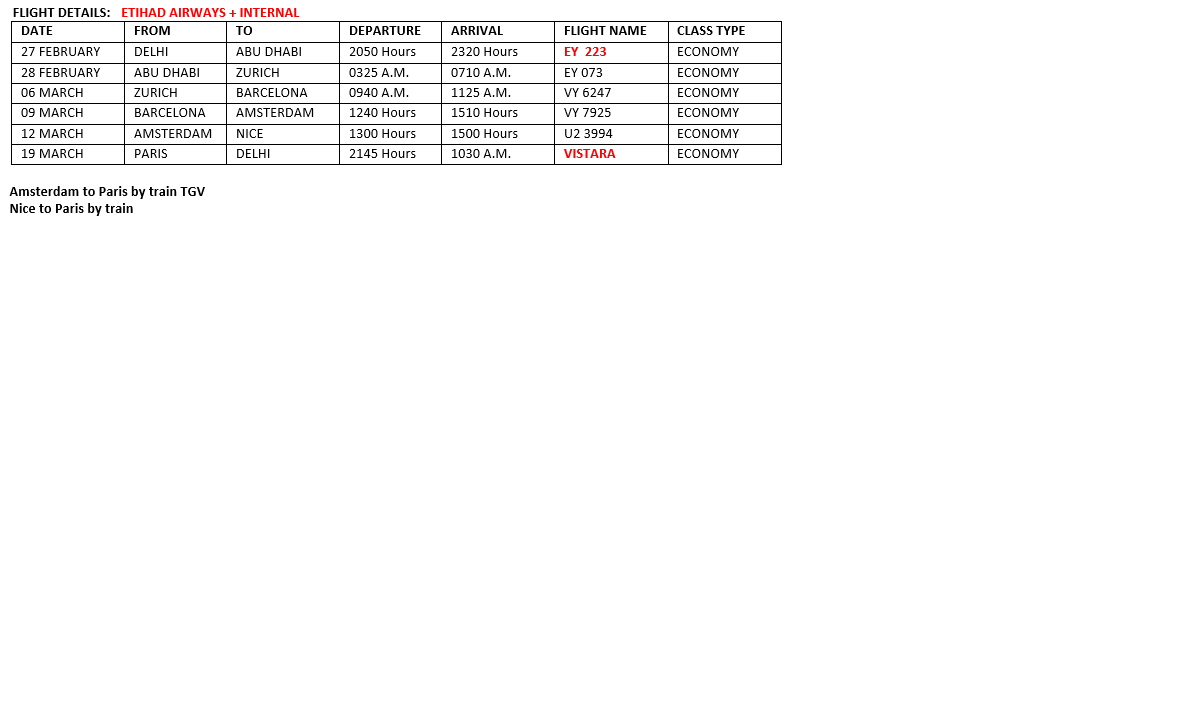 FLIGHT DETAILS: ETIHAD AIRWAYS + INTERNAL
DATE FROM TO DEPARTURE ARRIVAL FLIGHT NAME CLASS TYPE
27 FEBRUARY DELHI ABU DHABI 2050 Hours 2320 Hours EY 223 ECONOMY
28 FEBRUARY ABU DHABI ZURICH 0325 A.M. 0710 A.M. EY 073 ECONOMY
06 MARCH ZURICH BARCELONA 0940 A.M. 1125 A.M. VY 6247 ECONOMY
09 MARCH BARCELONA AMSTERDAM 1240 Hours 1510 Hours VY 7925 ECONOMY
12 MARCH AMSTERDAM NICE 1300 Hours 1500 Hours U2 3994 ECONOMY
19 MARCH PARIS DELHI 2145 Hours 1030 A.M. VISTARA ECONOMY
Amsterdam to Paris by train TGV
Nice to Paris by train